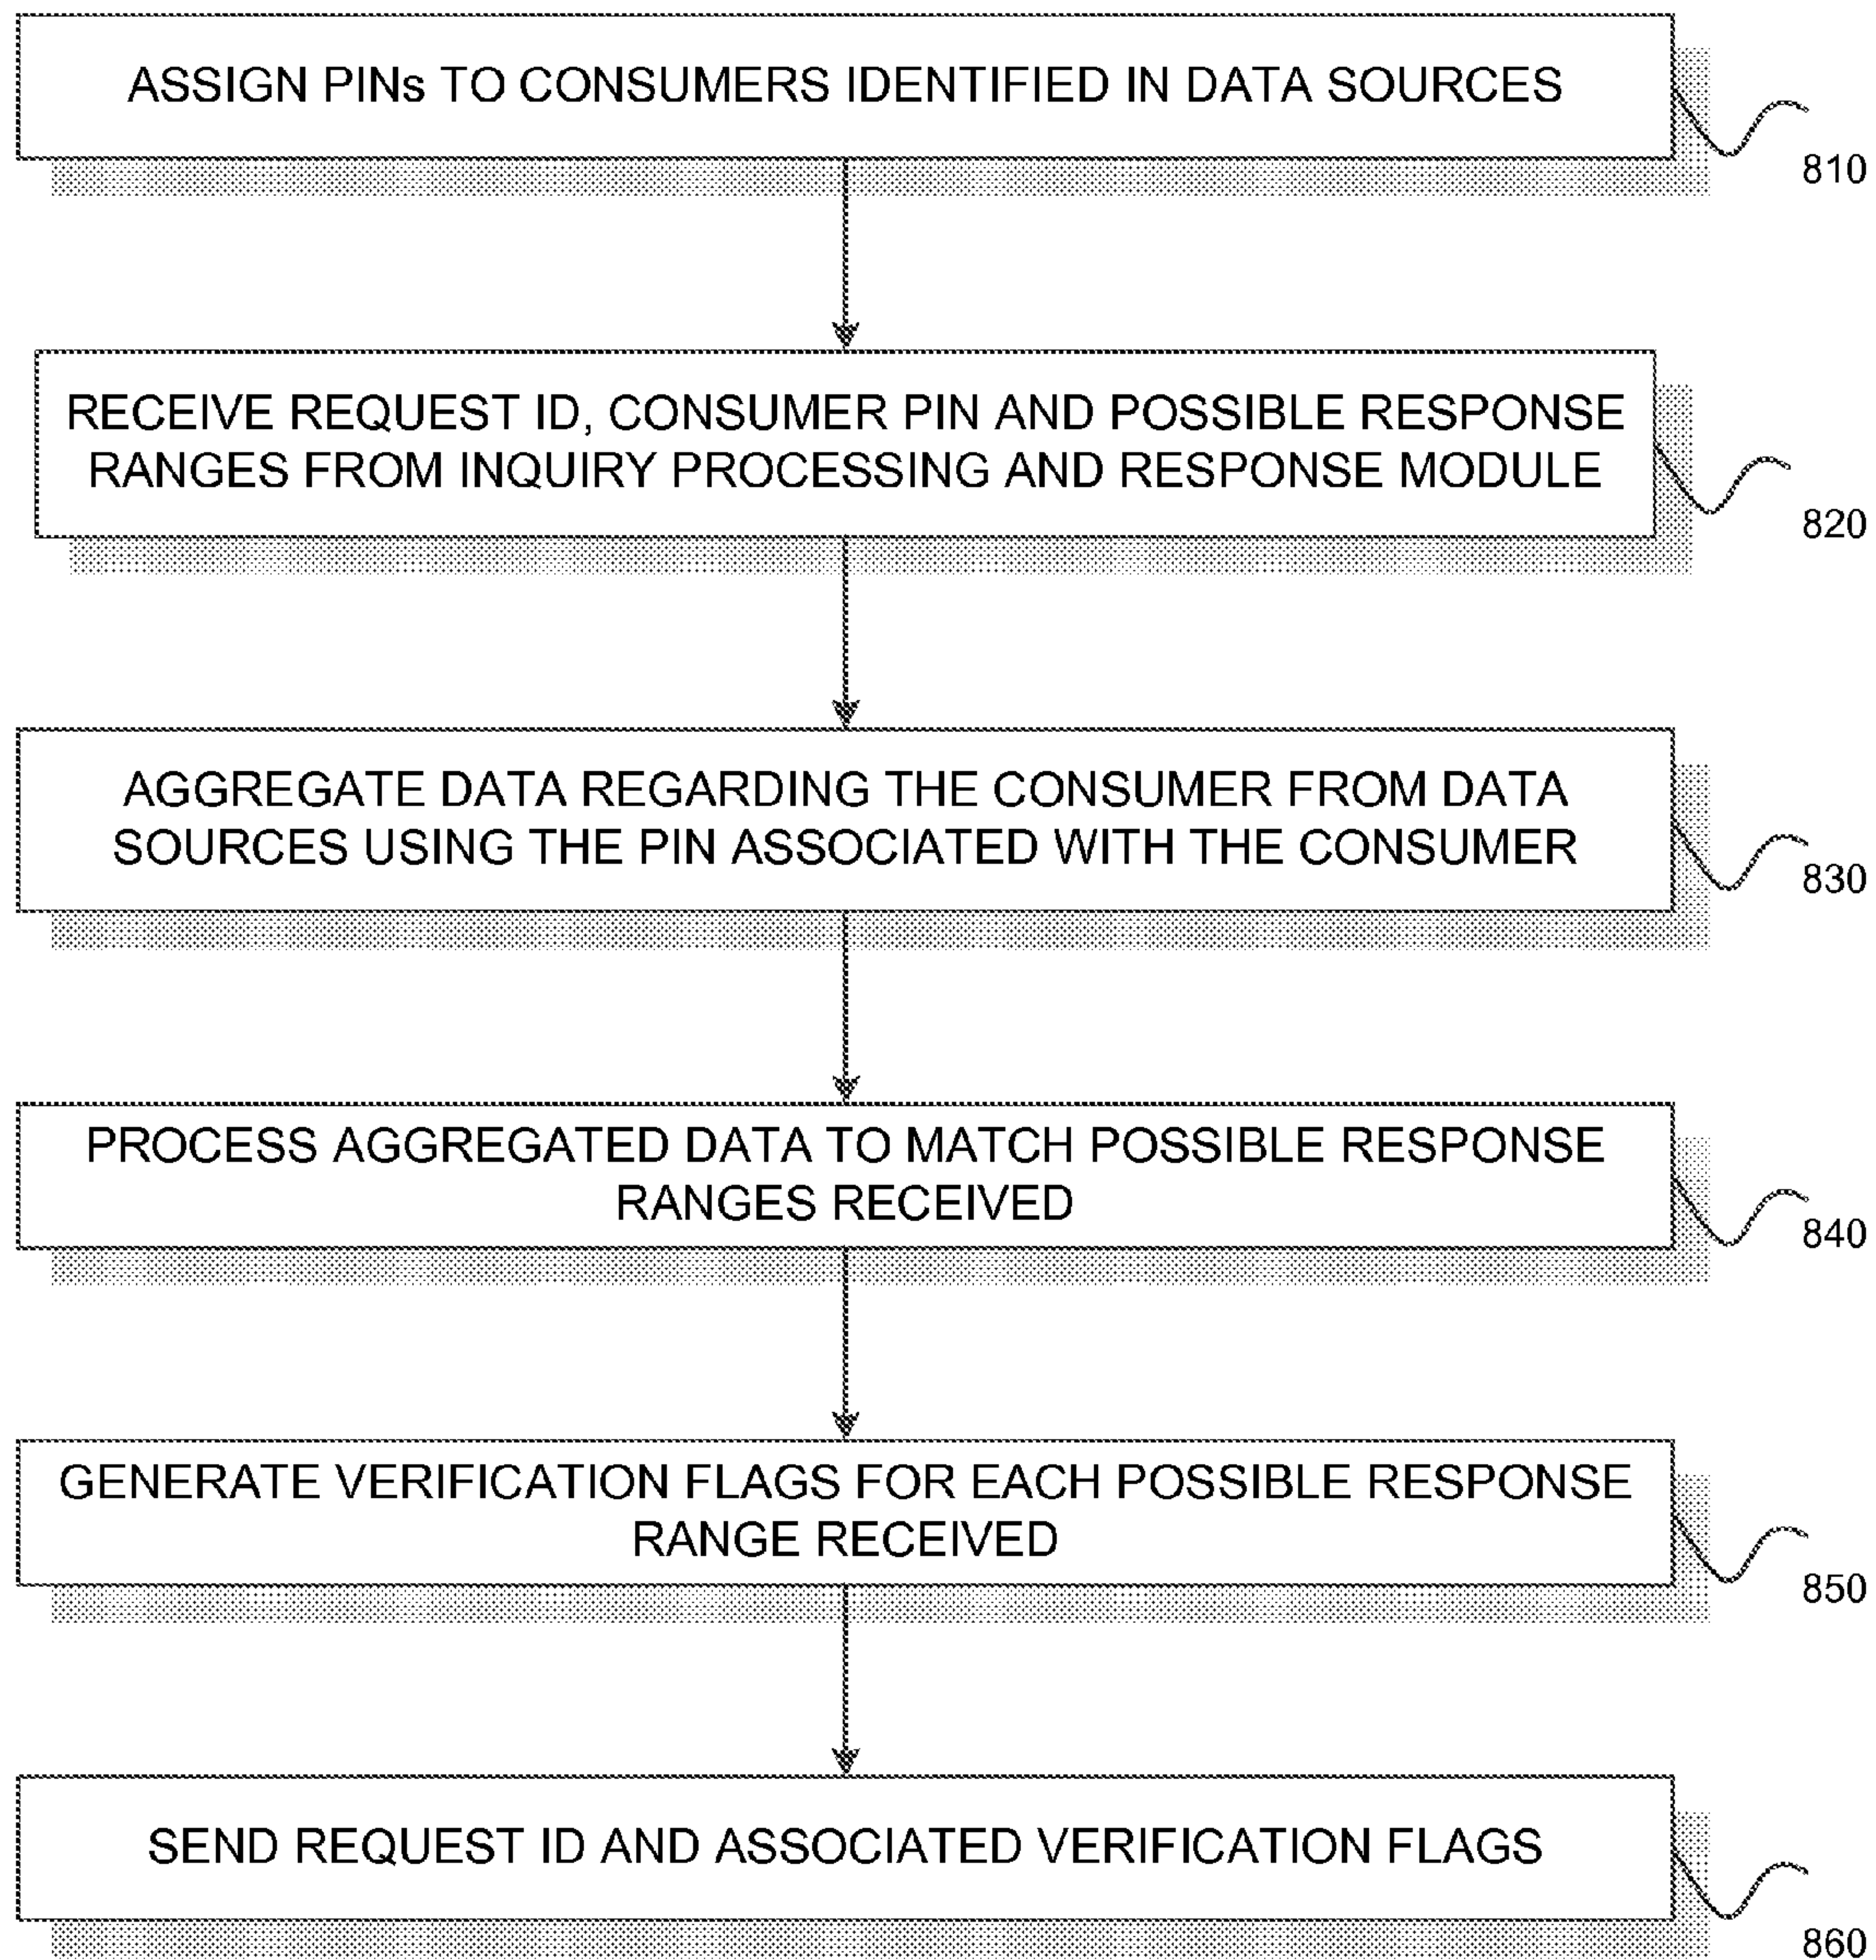 ASSIGN PINs TO CONSUMERS IDENTIFIED IN DATA SOURCES
810
RECEIVE REQUEST ID, CONSUMER PIN AND POSSIBLE RESPONSE
RANGES FROM INQUIRY PROCESSING AND RESPONSE MODULE
820
AGGREGATE DATA REGARDING THE CONSUMER FROM DATA
SOURCES USING THE PIN ASSOCIATED WITH THE CONSUMER
830
PROCESS AGGREGATED DATA TO MATCH POSSIBLE RESPONSE
RANGES RECEIVED
840
GENERATE VERIFICATION FLAGS FOR EACH POSSIBLE RESPONSE
RANGE RECEIVED
850
SEND REQUEST ID AND ASSOCIATED VERIFICATION FLAGS
860